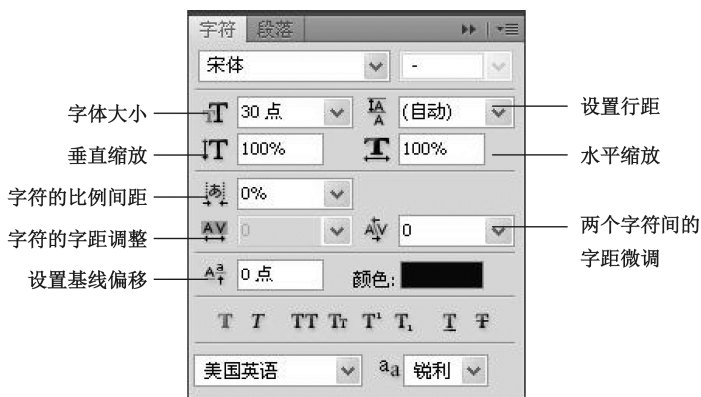 字符 段落
宋体 -
字体大小 30 点 (自动) 设置行距
垂直缩放 100% 100% 水平缩放
字符的比例间距 0%
字符的字距调整 0 0 两个字符间的
字距微调
设置基线偏移 0 点 颜色:
T T TT Tr T¹ T₁ T T
美国英语 aa 锐利